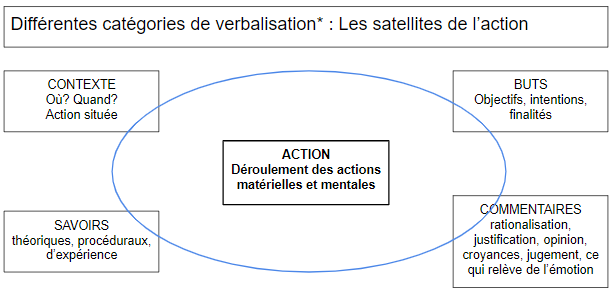 Différentes catégories de verbalisation* : Les satellites de l’action
CONTEXTE
Où? Quand?
Action située
BUTS
Objectifs, intentions,
finalités
ACTION
Déroulement des actions
matérielles et mentales
SAVOIRS
théoriques, procéduraux,
d’expérience
COMMENTAIRES
rationalisation,
justification, opinion,
croyances, jugement, ce
qui relève de l’émotion